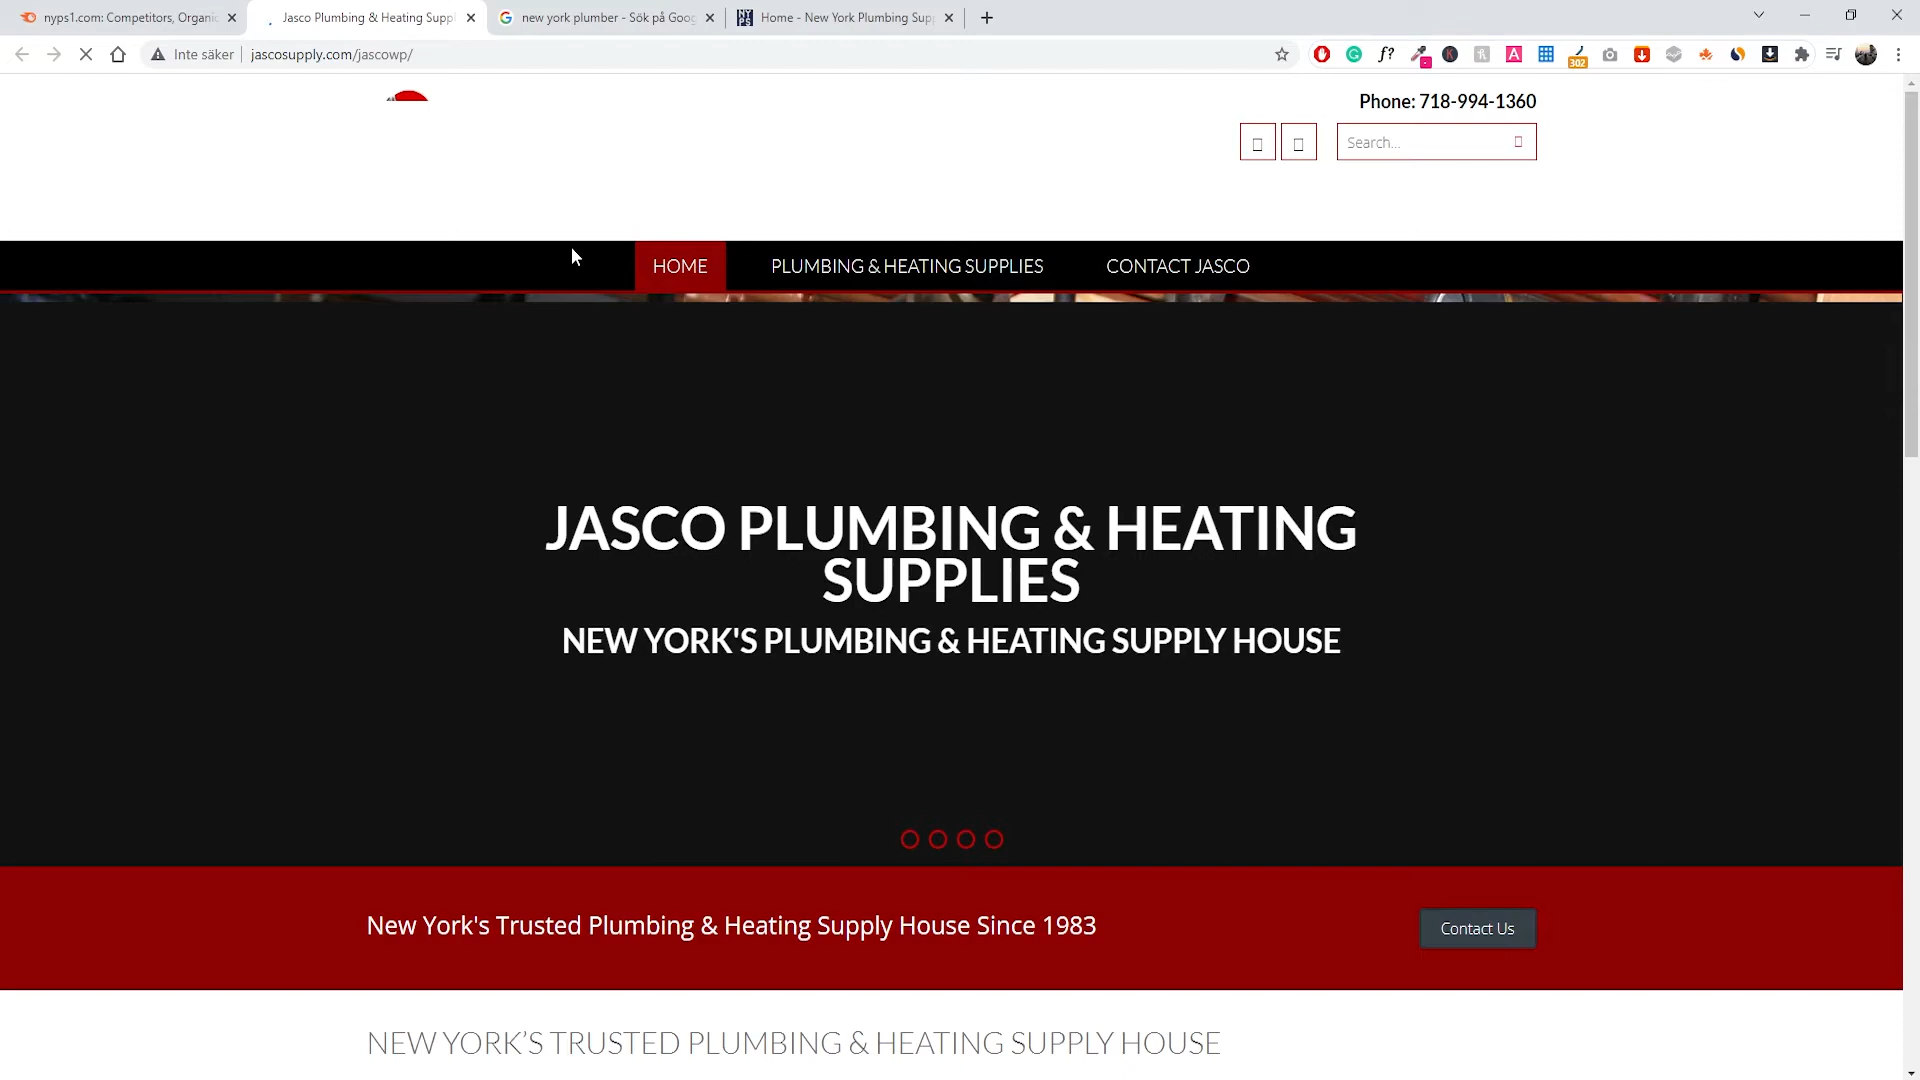 nyps1.com: Competitors, Organi
Jasco Plumbing & Heating Suppl
new york plumber - Sök på Goog
Home - New York Plumbing Supp
Inte säker
jascosupply.com/jascowp/
302
Phone: 718-994-1360
Search...
HOME
PLUMBING & HEATING SUPPLIES
CONTACT JASCO
JASCO PLUMBING & HEATING
SUPPLIES
NEW YORK'S PLUMBING & HEATING SUPPLY HOUSE
New York's Trusted Plumbing & Heating Supply House Since 1983
Contact Us
NEW YORK’S TRUSTED PLUMBING & HEATING SUPPLY HOUSE